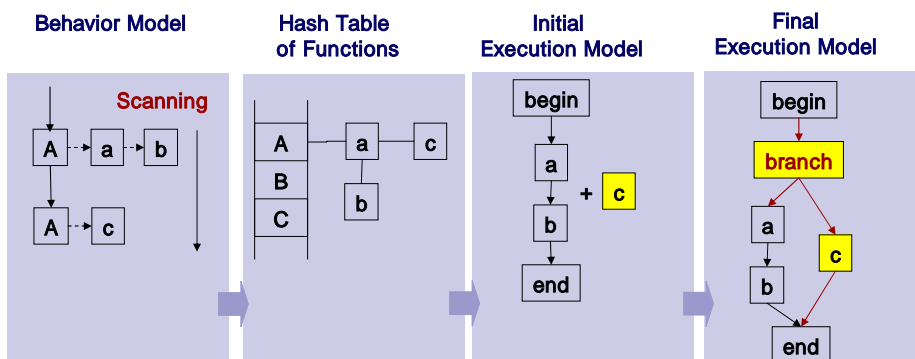 Behavior Model
Hash Table
of Functions
Initial
Execution Model
Final
Execution Model
Scanning
A
a
b
A
c
A
a
c
B
b
C
begin
a
+
c
b
end
begin
branch
a
c
b
end